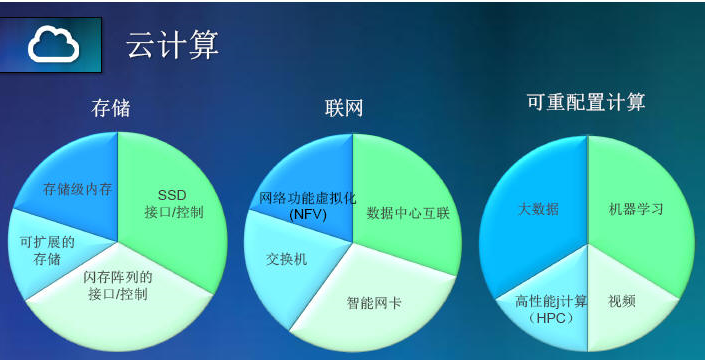 云计算
存储
联网
可重配置计算
存储级内存
SSD
接口/控制
可扩展的
存储
闪存阵列的
接口/控制
网络功能虚拟化
(NFV)
数据中心互联
交换机
智能网卡
大数据
机器学习
高性能j计算
（HPC）
视频